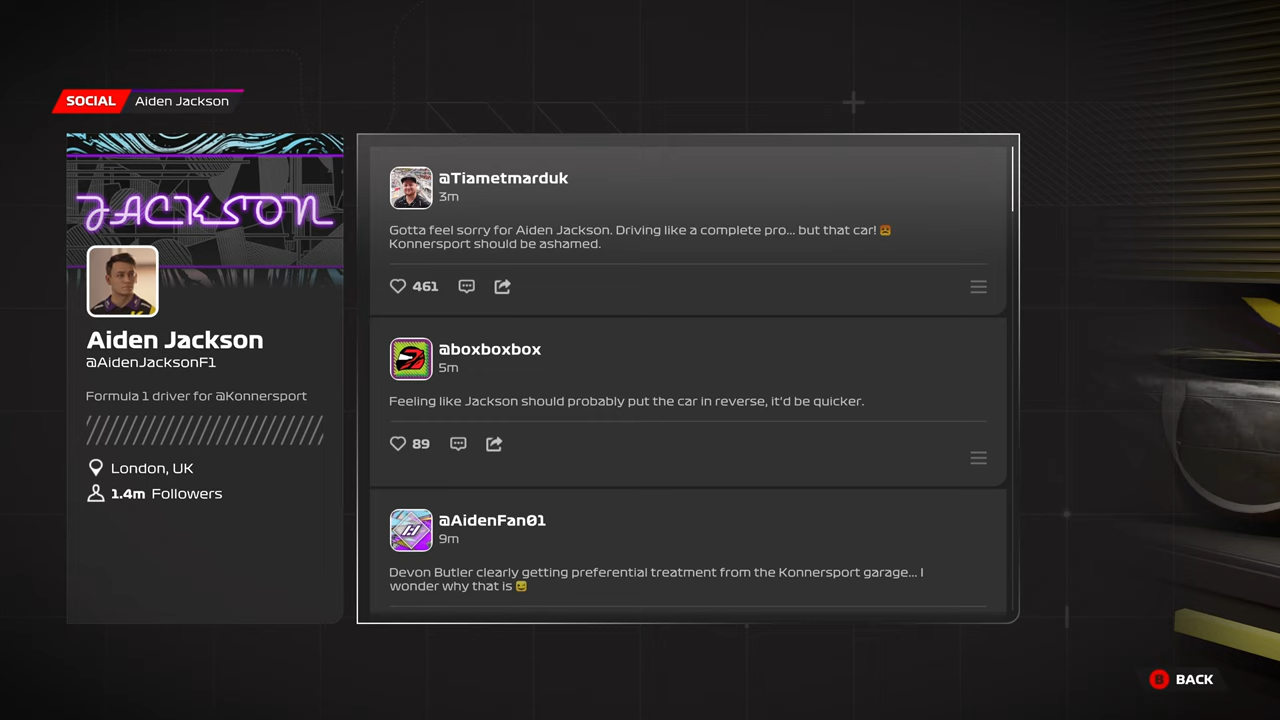 SOCIAL Aiden Jackson
JACKSON
Aiden Jackson
@AidenJacksonF1
Formula 1 driver for @Konnersport
London, UK
1.4m Followers
@Tiametmarduk
3m
Gotta feel sorry for Aiden Jackson. Driving like a complete pro... but that car! 😡
Konnersport should be ashamed.
461
@boxboxbox
5m
Feeling like Jackson should probably put the car in reverse, it'd be quicker.
89
@AidenFan01
9m
Devon Butler clearly getting preferential treatment from the Konnersport garage... I
wonder why that is 😉
B BACK